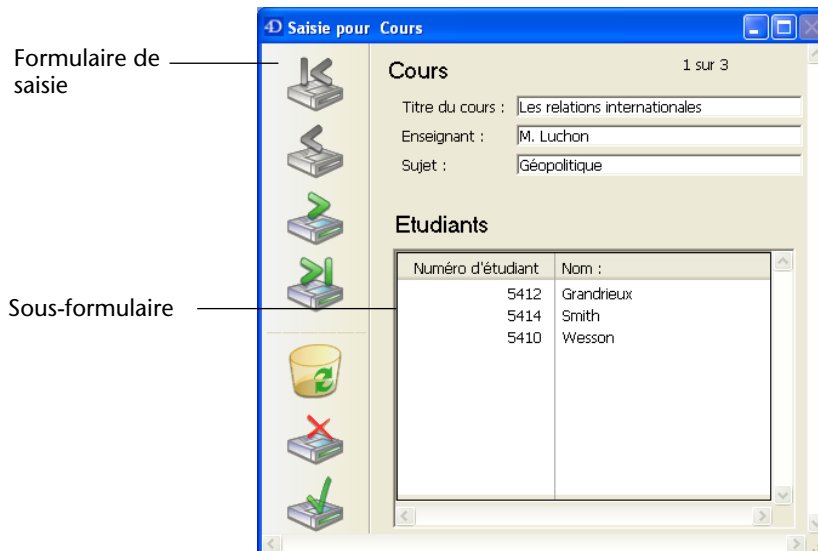 4D Saisie pour Cours
Formulaire de
saisie
Cours
1 sur 3
Titre du cours : Les relations internationales
Enseignant : M. Luchon
Sujet : Géopolitique
Etudiants
Numéro d'étudiant Nom :
5412 Grandrieux
5414 Smith
5410 Wesson
Sous-formulaire